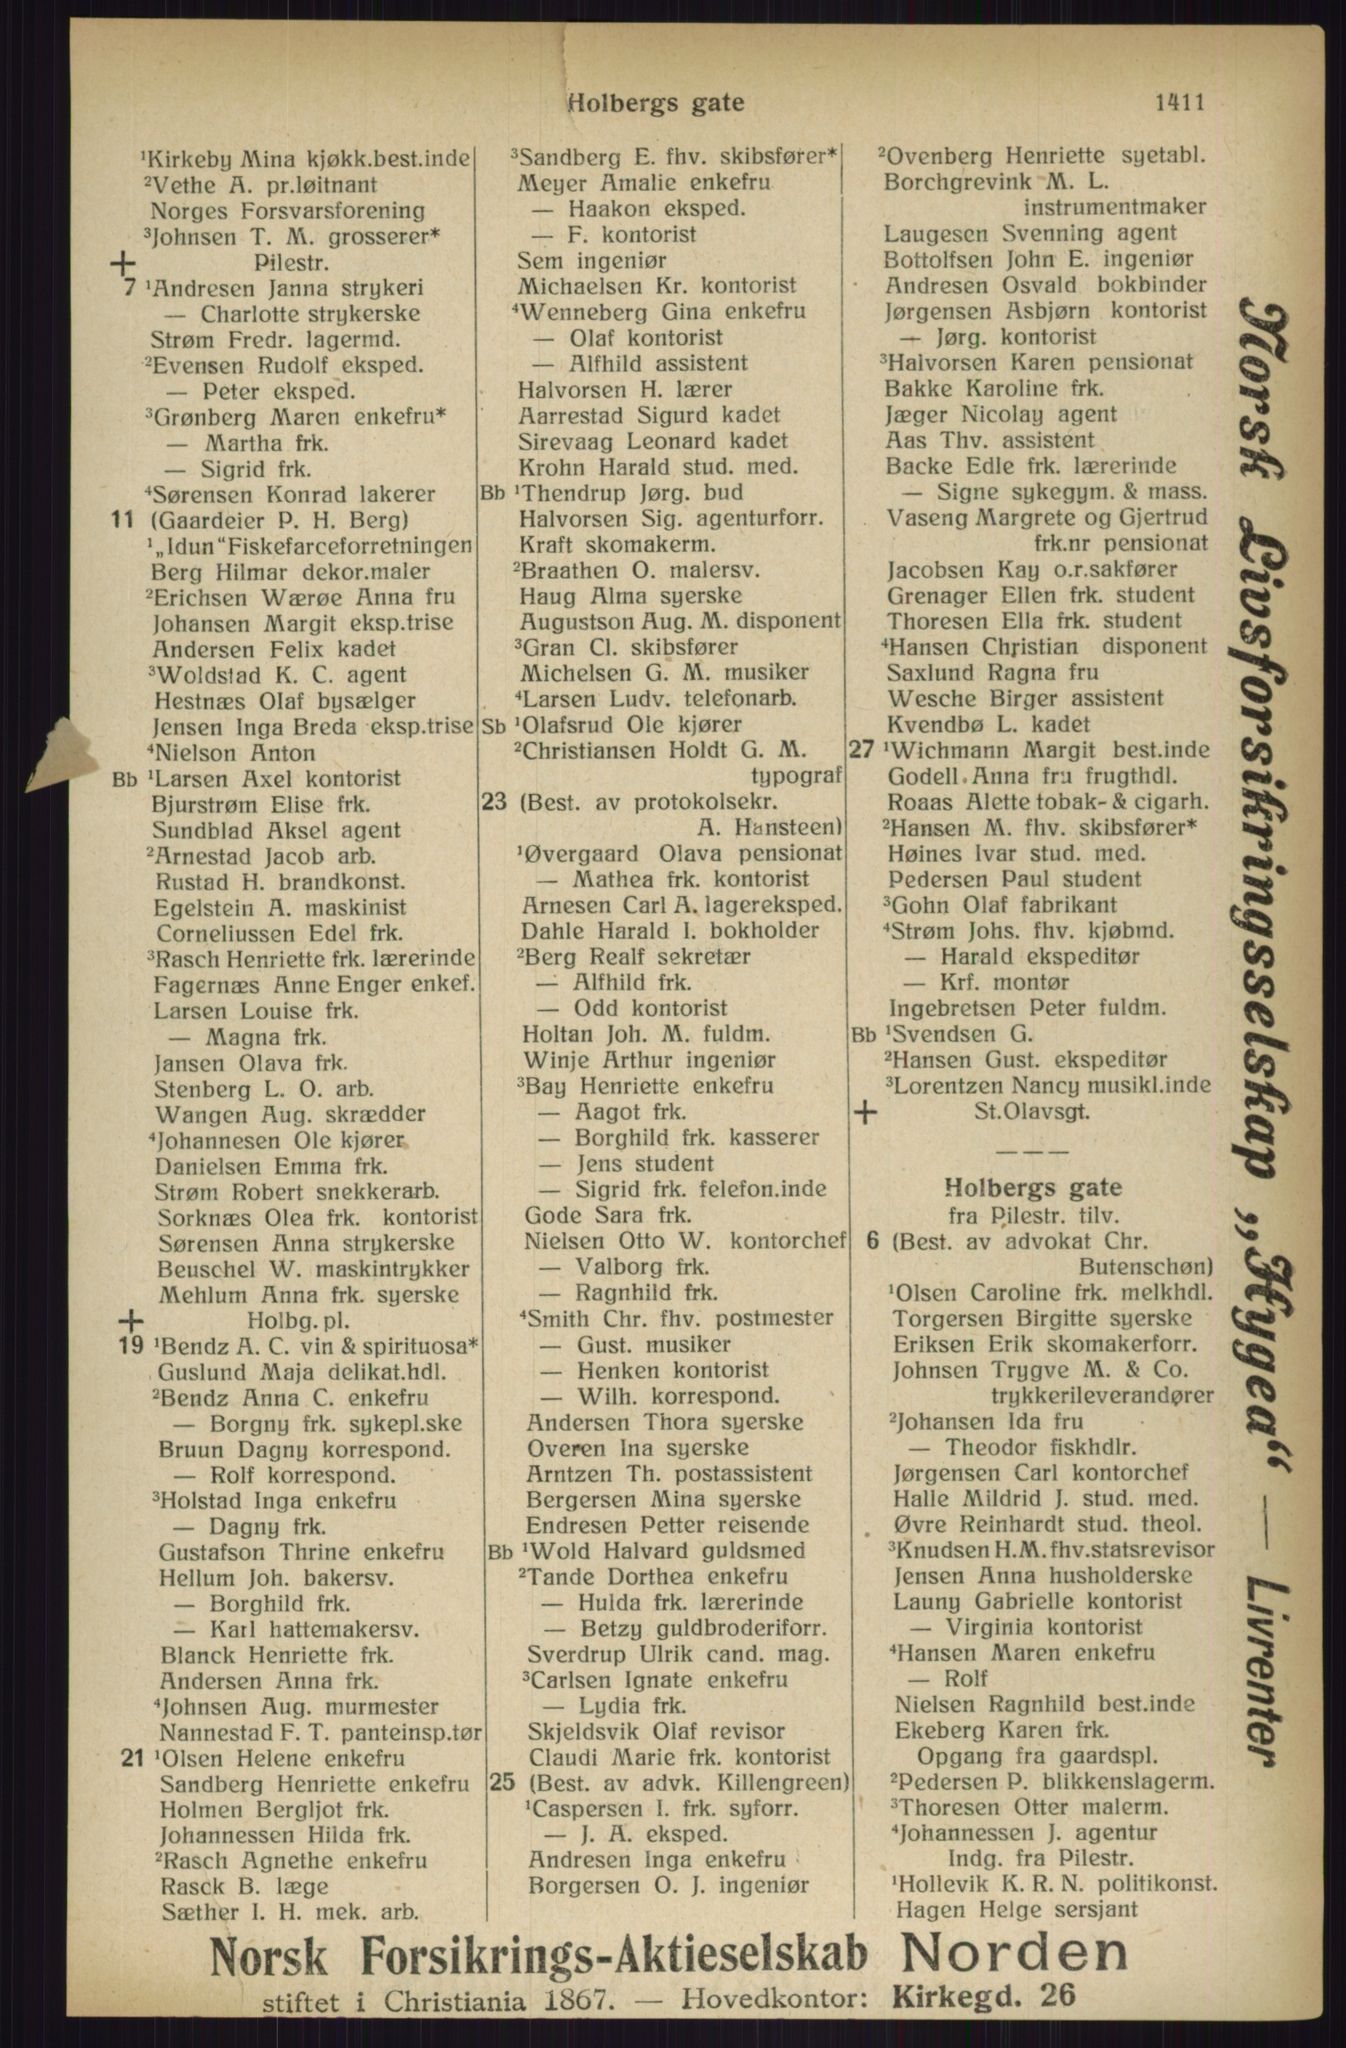 Holbergs gate
1411
¹Kirkeby Mina kjøkk.best.inde
²Vethe A. pr.løitnant
Norges Forsvarsforening
³Johnsen T. M. grosserer*
+ Pilestr.
7 ¹Andresen Janna strykeri
— Charlotte strykerske
Strøm Fredr. lagermd.
²Evensen Rudolf eksped.
— Peter eksped.
³Grønberg Maren enkefru*
— Martha frk.
— Sigrid frk.
⁴Sørensen Konrad lakerer
11 (Gaardeier P. H. Berg)
¹„Idun“ Fiskefarceforretningen
Berg Hilmar dekor.maler
²Erichsen Wærøe Anna fru
Johansen Margit eksp.trise
Andersen Felix kadet
³Woldstad K. C. agent
Hestnæs Olaf bysælger
Jensen Inga Breda eksp.trise
⁴Nielson Anton
Bb ¹Larsen Axel kontorist
Bjurstrøm Elise frk.
Sundblad Aksel agent
²Arnestad Jacob arb.
Rustad H. brandkonst.
Egelstein A. maskinist
Corneliussen Edel frk.
³Rasch Henriette frk. lærerinde
Fagernæs Anne Enger enkef.
Larsen Louise frk.
— Magna frk.
Jansen Olava frk.
Stenberg L. O. arb.
Wangen Aug. skrædder
⁴Johannesen Ole kjører
Danielsen Emma frk.
Strøm Robert snekkerarb.
Sorknæs Olea frk. kontorist
Sørensen Anna strykerske
Beuschel W. maskintrykker
Mehlum Anna frk. syerske
+ Holbg. pl.
19 ¹Bendz A. C. vin & spirituosa*
Guslund Maja delikat.hdl.
²Bendz Anna C. enkefru
— Borgny frk. sykepl.ske
Bruun Dagny korrespond.
— Rolf korrespond.
³Holstad Inga enkefru
— Dagny frk.
Gustafson Thrine enkefru
Hellum Joh. bakersv.
— Borghild frk.
— Karl hattemakersv.
Blanck Henriette frk.
Andersen Anna frk.
⁴Johnsen Aug. murmester
Nannestad F. T. panteinsp.tør
21 ¹Olsen Helene enkefru
Sandberg Henriette enkefru
Holmen Bergljot frk.
Johannessen Hilda frk.
²Rasch Agnethe enkefru
Rasck B. læge
Sæther I. H. mek. arb.
³Sandberg E. fhv. skibsfører*
Meyer Amalie enkefru
— Haakon eksped.
— F. kontorist
Sem ingeniør
Michaelsen Kr. kontorist
⁴Wenneberg Gina enkefru
— Olaf kontorist
— Alfhild assistent
Halvorsen H. lærer
Aarrestad Sigurd kadet
Sirevaag Leonard kadet
Krohn Harald stud. med.
Bb ¹Thendrup Jørg. bud
Halvorsen Sig. agenturforr.
Kraft skomakerm.
²Braathen O. malersv.
Haug Alma syerske
Augustson Aug. M. disponent
³Gran Cl. skibsfører
Michelsen G. M. musiker
⁴Larsen Ludv. telefonarb.
Sb ¹Olafsrud Ole kjører
²Christiansen Holdt G. M.
typograf
23 (Best. av protokolsekr.
A. Hansteen)
¹Øvergaard Olava pensionat
— Mathea frk. kontorist
Arnesen Carl A. lagereksped.
Dahle Harald I. bokholder
²Berg Realf sekretær
— Alfhild frk.
— Odd kontorist
Holtan Joh. M. fuldm.
Winje Arthur ingeniør
³Bay Henriette enkefru
— Aagot frk.
— Borghild frk. kasserer
— Jens student
— Sigrid frk. felefon.inde
Gode Sara frk.
Nielsen Otto W. kontorchef
— Valborg frk.
— Ragnhild frk.
⁴Smith Chr. fhv. postmester
— Gust. musiker
— Henken kontorist
— Wilh. korrespond.
Andersen Thora syerske
Overen Ina syerske
Arntzen Th. postassistent
Bergersen Mina syerske
Endresen Petter reisende
Bb ¹Wold Halvard guldsmed
²Tande Dorthea enkefru
— Hulda frk. lærerinde
— Betzy guldbroderiforr.
Sverdrup Ulrik cand. mag.
³Carlsen Ignate enkefru
— Lydia frk.
Skjeldsvik Olaf revisor
Claudi Marie frk. kontorist
25 (Best. av advk. Killengreen)
¹Caspersen I. frk. syforr.
— J. A. eksped.
Andresen Inga enkefru
Borgersen O. J. ingeniør
²Ovenberg Henriette syetabl.
Borchgrevink M. L.
instrumentmaker
Laugesen Svenning agent
Bottolfsen John E. ingeniør
Andresen Osvald bokbinder
Jørgensen Asbjørn kontorist
— Jørg. kontorist
³Halvorsen Karen pensionat
Bakke Karoline frk.
Jæger Nicolay agent
Aas Thv. assistent
Backe Edle frk. lærerinde
— Signe sykegym. & mass.
Vaseng Margrete og Gjertrud
frk.nr pensionat
Jacobsen Kay o.r.sakfører
Grenager Ellen frk. student
Thoresen Ella frk. student
⁴Hansen Christian disponent
Saxlund Ragna fru
Wesche Birger assistent
Kvendbø L. kadet
27 ¹Wichmann Margit best.inde
Godell Anna fru frugthdl.
Roaas Alette tobak- & cigarh.
²Hansen M. fhv. skibsfører*
Høines Ivar stud. med.
Pedersen Paul student
³Gohn Olaf fabrikant
⁴Strøm Johs. fhv. kjøbmd.
— Harald ekspeditør
— Krf. montør
Ingebretsen Peter fuldm.
Bb ¹Svendsen G.
²Hansen Gust. ekspeditør
³Lorentzen Nancy musikl.inde
+ St.Olavsgt.
— — —
Holbergs gate
fra Pilestr. tilv.
6 (Best. av advokat Chr.
Butenschøn)
¹Olsen Caroline frk. melkhdl.
Torgersen Birgitte syerske
Eriksen Erik skomakerforr.
Johnsen Trygve M. & Co.
trykkerileverandører
²Johansen Ida fru
— Theodor fiskhdlr.
Jørgensen Carl kontorchef
Halle Mildrid J. stud. med.
Øvre Reinhardt stud. theol.
³Knudsen H.M. fhv.statsrevisor
Jensen Anna husholderske
Launy Gabrielle kontorist
— Virginia kontorist
⁴Hansen Maren enkefru
— Rolf
Nielsen Ragnhild best.inde
Ekeberg Karen frk.
Opgang fra gaardspl.
²Pedersen P. blikkenslagerm.
³Thoresen Otter malerm.
⁴Johannessen J. agentur
Indg. fra Pilestr.
¹Hollevik K. R. N. politikonst.
Hagen Helge sersjant
Norsk Livsforsikringsselskap „Hygea“ — Livrenter
Norsk Forsikrings-Aktieselskab Norden
stiftet i Christiania 1867. — Hovedkontor: Kirkegd. 26